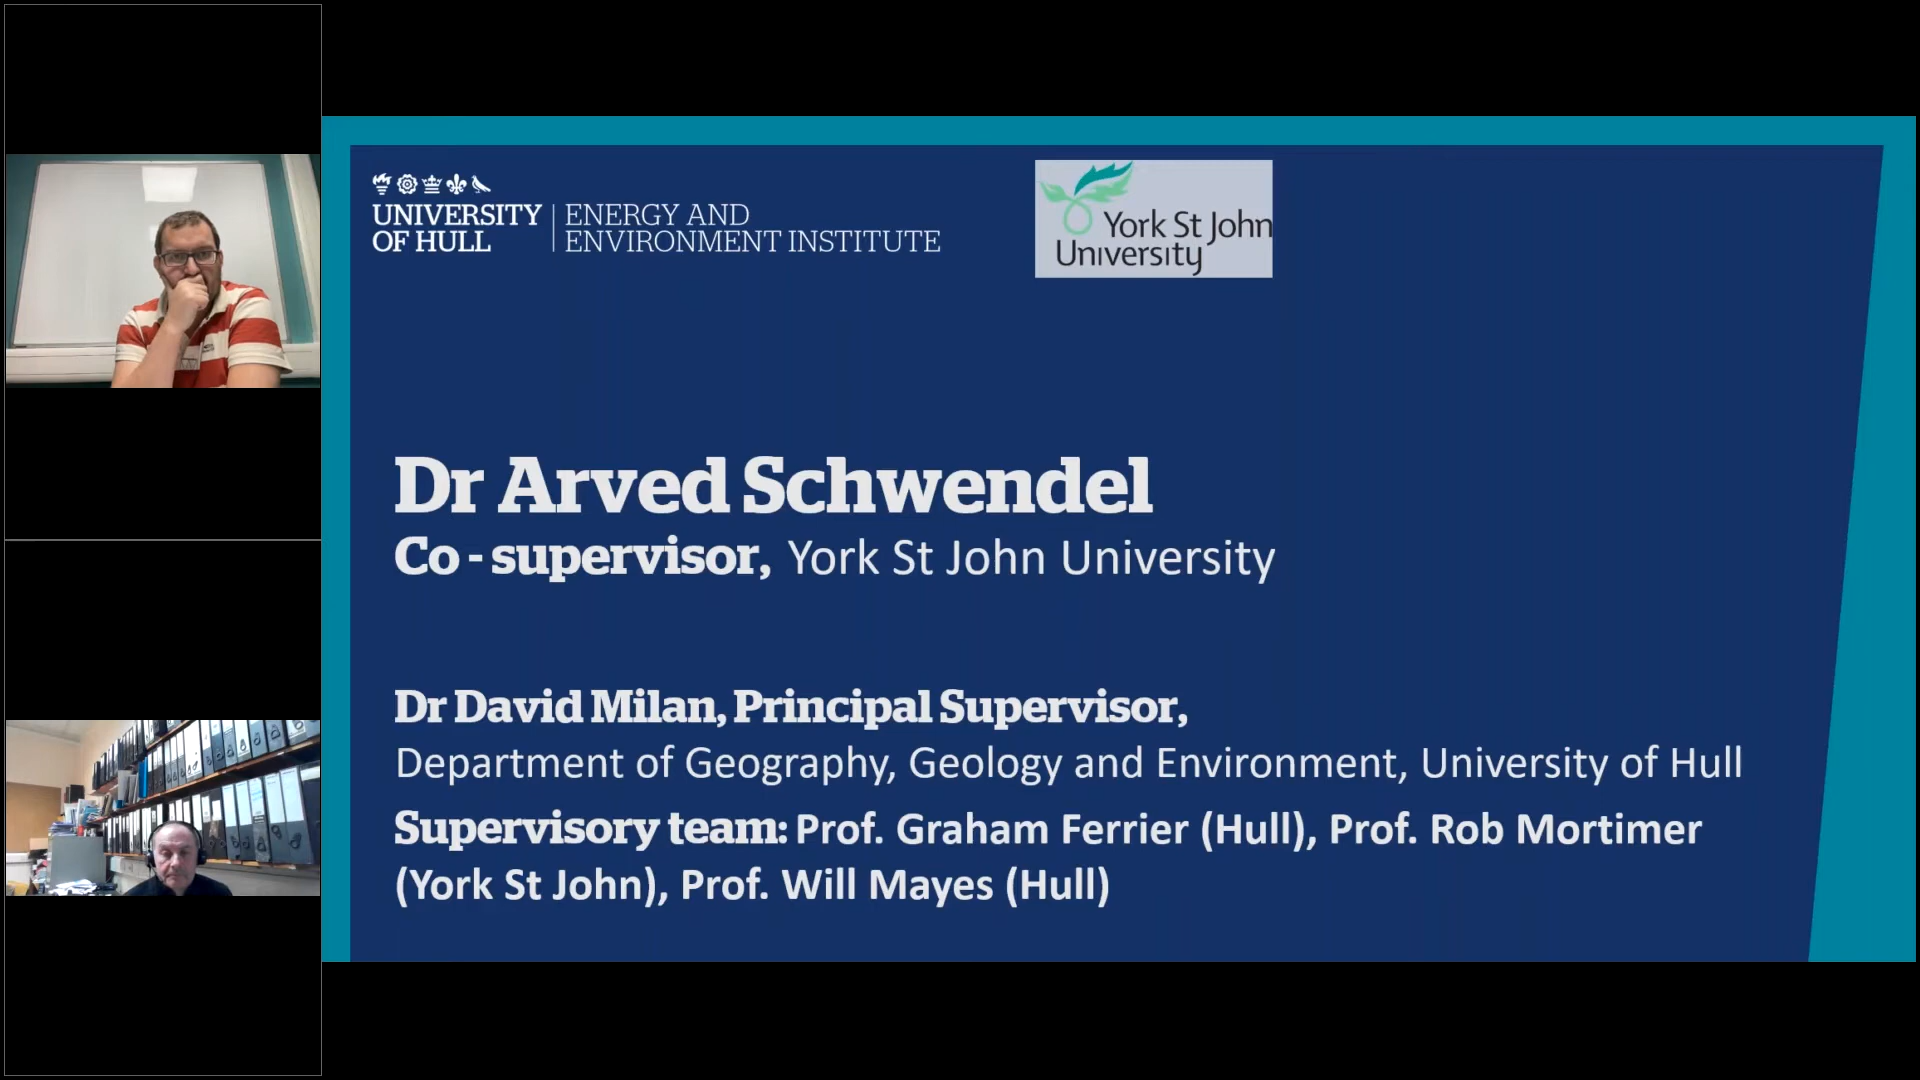 UNIVERSITY
OF HULL
ENERGY AND
ENVIRONMENT INSTITUTE
York St John
University
Dr Arved Schwendel
Co - supervisor, York St John University
Dr David Milan, Principal Supervisor,
Department of Geography, Geology and Environment, University of Hull
Supervisory team: Prof. Graham Ferrier (Hull), Prof. Rob Mortimer
(York St John), Prof. Will Mayes (Hull)